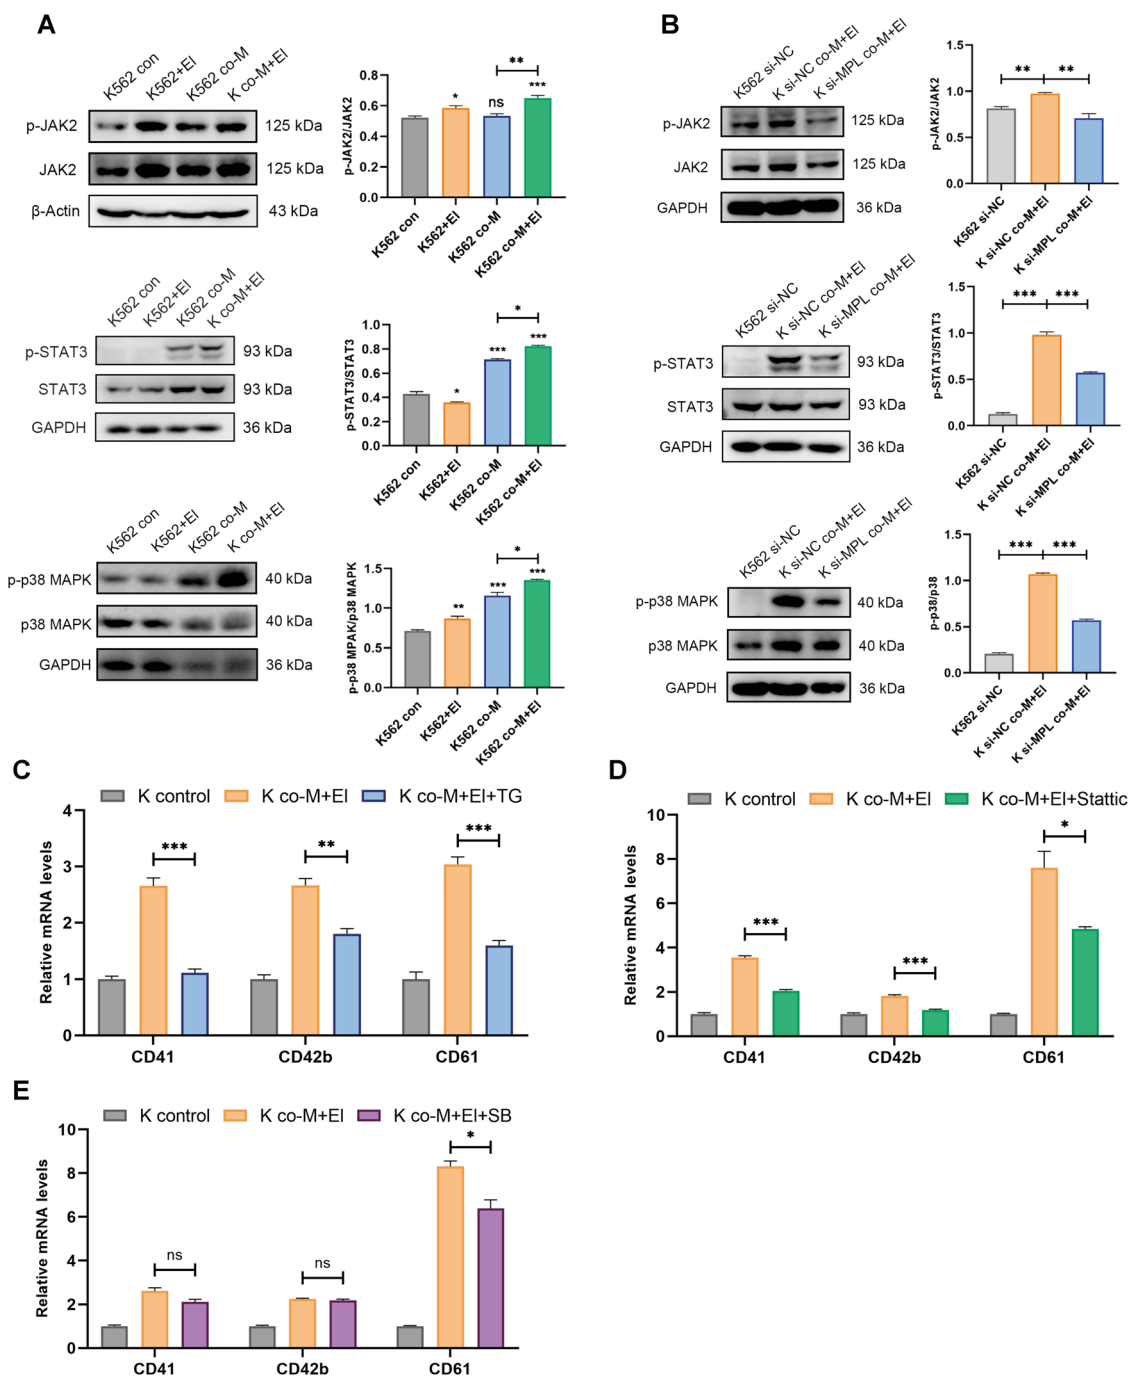 A
K562 con
K562+EI
K562 co-M
K co-M+EI
p-JAK2
125 kDa
JAK2
125 kDa
β-Actin
43 kDa
p-JAK2/JAK2
0.8
0.6
0.4
0.2
0.0
*
ns
**
***
K562 con
K562+EI
K562 co-M
K562 co-M+EI
K562 con
K562+EI
K562 co-M
K co-M+EI
p-STAT3
93 kDa
STAT3
93 kDa
GAPDH
36 kDa
p-STAT3/STAT3
1.0
0.8
0.6
0.4
0.2
0.0
*
***
*
***
K562 con
K562+EI
K562 co-M
K562 co-M+EI
K562 con
K562+EI
K562 co-M
K co-M+EI
p-p38 MAPK
40 kDa
p38 MAPK
40 kDa
GAPDH
36 kDa
p-p38 MPAK/p38 MAPK
1.5
1.0
0.5
0.0
**
***
*
***
K562 con
K562+EI
K562 co-M
K562 co-M+EI
B
K562 si-NC
K si-NC co-M+EI
si-MPL co-M+EI
p-JAK2
125 kDa
JAK2
125 kDa
GAPDH
36 kDa
p-JAK2/JAK2
1.5
1.0
0.5
0.0
**
**
K562 si-NC
K si-NC co-M+EI
K si-MPL co-M+EI
K562 si-NC
K si-NC co-M+EI
K si-MPL co-M+EI
p-STAT3
93 kDa
STAT3
93 kDa
GAPDH
36 kDa
p-STAT3/STAT3
1.5
1.0
0.5
0.0
***
***
K562 si-NC
K si-NC co-M+EI
K si-MPL co-M+EI
K562 si-NC
K si-NC co-M+EI
K si-MPL co-M+EI
p-p38 MAPK
40 kDa
p38 MAPK
40 kDa
GAPDH
36 kDa
p-p38/p38
1.5
1.0
0.5
0.0
***
***
K562 si-NC
K si-NC co-M+EI
K si-MPL co-M+EI
C
K control K co-M+EI K co-M+EI+TG
Relative mRNA levels
4
3
2
1
0
***
**
***
CD41 CD42b CD61
D
K control K co-M+EI K co-M+EI+Stattic
Relative mRNA levels
10
8
6
4
2
0
***
***
*
CD41 CD42b CD61
E
K control K co-M+EI K co-M+EI+SB
Relative mRNA levels
10
8
6
4
2
0
ns
ns
*
CD41 CD42b CD61